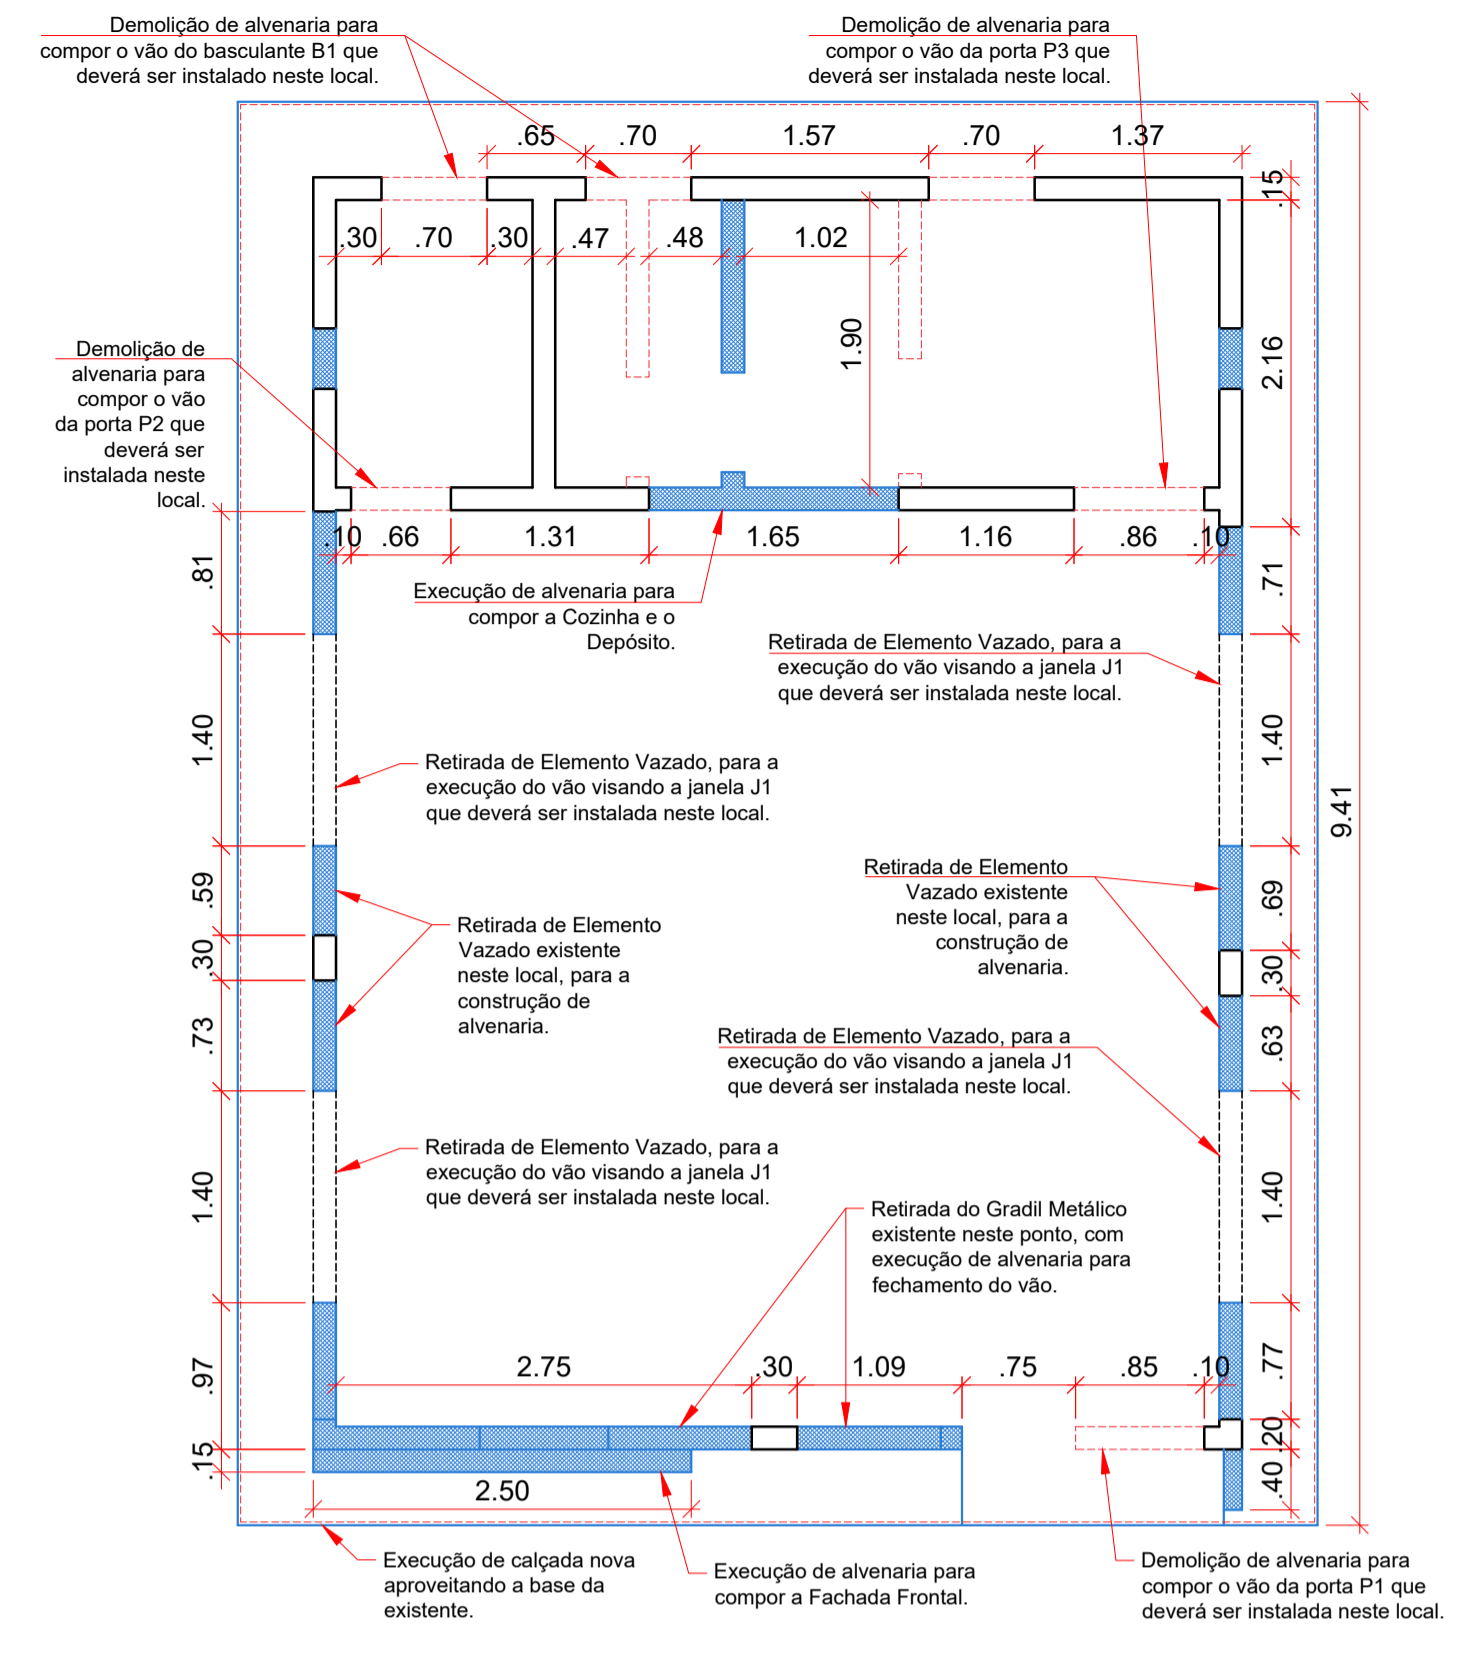 Demolição de alvenaria para
compor o vão do basculante B1 que
deverá ser instalado neste local.
Demolição de alvenaria para
compor o vão da porta P3 que
deverá ser instalada neste local.
.65
.70
1.57
.70
1.37
.15
.30
.70
.30
.47
.48
1.02
1.90
2.16
Demolição de
alvenaria para
compor o vão
da porta P2 que
deverá ser
instalada neste
local.
.10
.66
1.31
1.65
1.16
.86
.10
.81
.71
Execução de alvenaria para
compor a Cozinha e o
Depósito.
Retirada de Elemento Vazado, para a
execução do vão visando a janela J1
que deverá ser instalada neste local.
1.40
1.40
Retirada de Elemento Vazado, para a
execução do vão visando a janela J1
que deverá ser instalada neste local.
9.41
.59
.69
Retirada de Elemento
Vazado existente
neste local, para a
construção de
alvenaria.
Retirada de Elemento
Vazado existente
neste local, para a
construção de
alvenaria.
.30
.30
.73
.63
Retirada de Elemento Vazado, para a
execução do vão visando a janela J1
que deverá ser instalada neste local.
Retirada de Elemento Vazado, para a
execução do vão visando a janela J1
que deverá ser instalada neste local.
1.40
1.40
Retirada do Gradil Metálico
existente neste ponto, com
execução de alvenaria para
fechamento do vão.
.97
2.75
.30
1.09
.75
.85
.10
.77
.15
.20
2.50
.40
Execução de calçada nova
aproveitando a base da
existente.
Execução de alvenaria para
compor a Fachada Frontal.
Demolição de alvenaria para
compor o vão da porta P1 que
deverá ser instalada neste local.